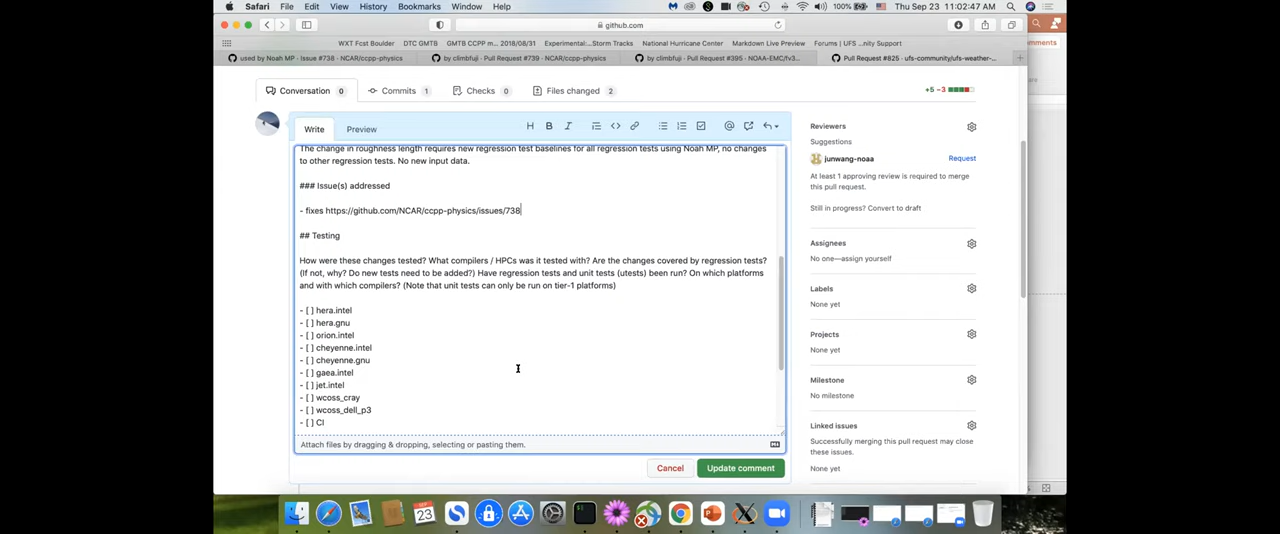 Safari File Edit View History Bookmarks Window Help
100% Thu Sep 23 11:02:47 AM
github.com
WXT Fcst Boulder DTC GMTB GMTB CCPP m... 2018/08/31 Experimental:...Storm Tracks National Hurricane Center Markdown Live Preview Forums | UFS ...nity Support
omments
used by Noah MP · Issue #738 · NCAR/ccpp-physics
by climbfuji · Pull Request #739 · NCAR/ccpp-physics
by climbfuji · Pull Request #395 · NOAA-EMC/fv3...
Pull Request #825 · ufs-community/ufs-weather-...
Conversation 0
Commits 1
Checks 0
Files changed 2
+5 −3
Write
Preview
The change in roughness length requires new regression test baselines for all regression tests using Noah MP, no changes
to other regression tests. No new input data.
### Issue(s) addressed
- fixes https://github.com/NCAR/ccpp-physics/issues/738
## Testing
How were these changes tested? What compilers / HPCs was it tested with? Are the changes covered by regression tests?
(If not, why? Do new tests need to be added?) Have regression tests and unit tests (utests) been run? On which platforms
and with which compilers? (Note that unit tests can only be run on tier-1 platforms)
- [ ] hera.intel
- [ ] hera.gnu
- [ ] orion.intel
- [ ] cheyenne.intel
- [ ] cheyenne.gnu
- [ ] gaea.intel
- [ ] jet.intel
- [ ] wcoss_cray
- [ ] wcoss_dell_p3
- [ ] CI
Attach files by dragging & dropping, selecting or pasting them.
Cancel
Update comment
Reviewers
Suggestions
junwang-noaa Request
At least 1 approving review is required to merge
this pull request.
Still in progress? Convert to draft
Assignees
No one—assign yourself
Labels
None yet
Projects
None yet
Milestone
No milestone
Linked issues
Successfully merging this pull request may close
these issues.
None yet